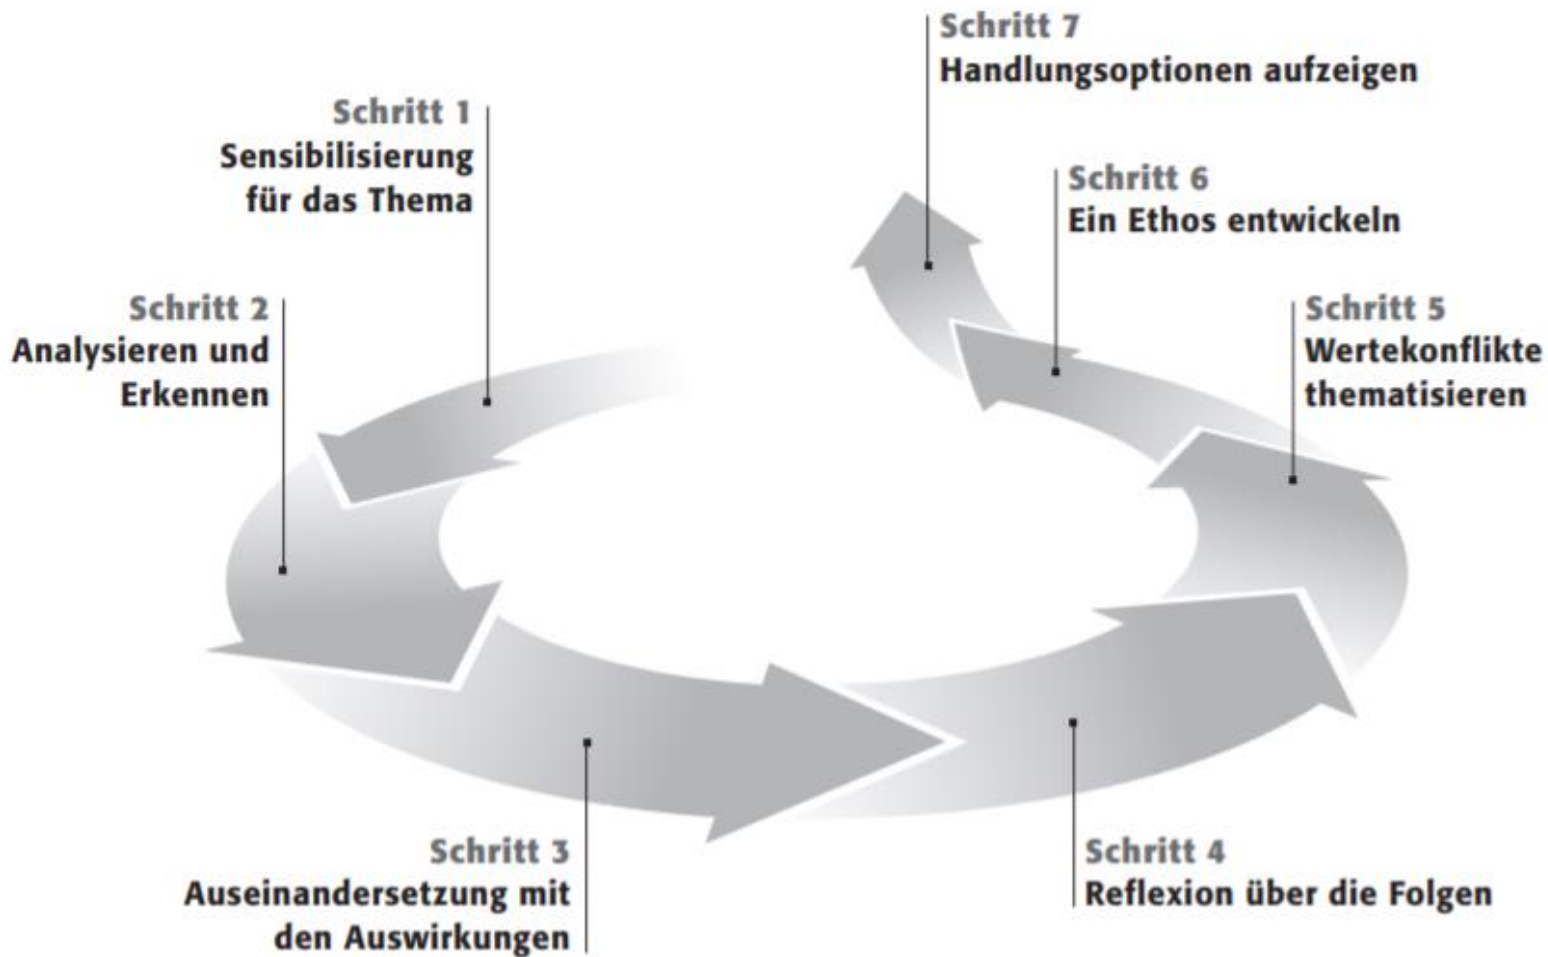 Schritt 1
Sensibilisierung
für das Thema
Schritt 2
Analysieren und
Erkennen
Schritt 3
Auseinandersetzung mit
den Auswirkungen
Schritt 4
Reflexion über die Folgen
Schritt 5
Wertekonflikte
thematisieren
Schritt 6
Ein Ethos entwickeln
Schritt 7
Handlungsoptionen aufzeigen